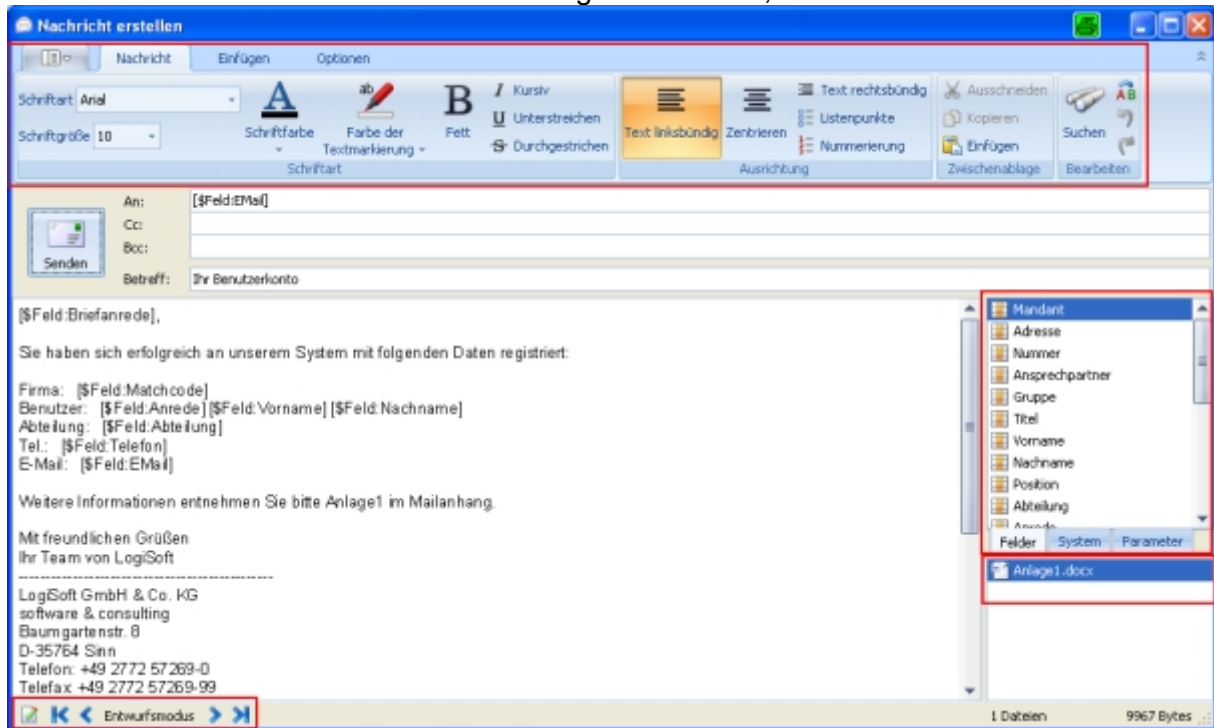 Nachricht erstellen
Nachricht Einfügen Optionen
Schriftart Arial
Schriftgröße 10
Schriftfarbe
Farbe der Textmarkierung
Fett
Kursiv
Unterstreichen
Durchgestrichen
Schriftart
Text linksbündig
Zentrieren
Text rechtsbündig
Listenpunkte
Nummerierung
Ausrichtung
Ausschneiden
Kopieren
Einfügen
Zwischenablage
Suchen
Bearbeiten
Senden
An: [$Feld:EMail]
Cc:
Bcc:
Betreff: Ihr Benutzerkonto
[$Feld:Briefanrede],
Sie haben sich erfolgreich an unserem System mit folgenden Daten registriert:
Firma: [$Feld:Matchcode]
Benutzer: [$Feld:Anrede] [$Feld:Vorname] [$Feld:Nachname]
Abteilung: [$Feld:Abteilung]
Tel.: [$Feld:Telefon]
E-Mail: [$Feld:EMail]
Weitere Informationen entnehmen Sie bitte Anlage1 im Mailanhang.
Mit freundlichen Grüßen
Ihr Team von LogiSoft
LogiSoft GmbH & Co. KG
software & consulting
Baumgartenstr. 8
D-35764 Sinn
Telefon: +49 2772 57269-0
Telefax +49 2772 57269-99
Mandant
Adresse
Nummer
Ansprechpartner
Gruppe
Titel
Vorname
Nachname
Position
Abteilung
Felder System Parameter
Anlage1.docx
Entwurfsmodus
1 Dateien 9967 Bytes